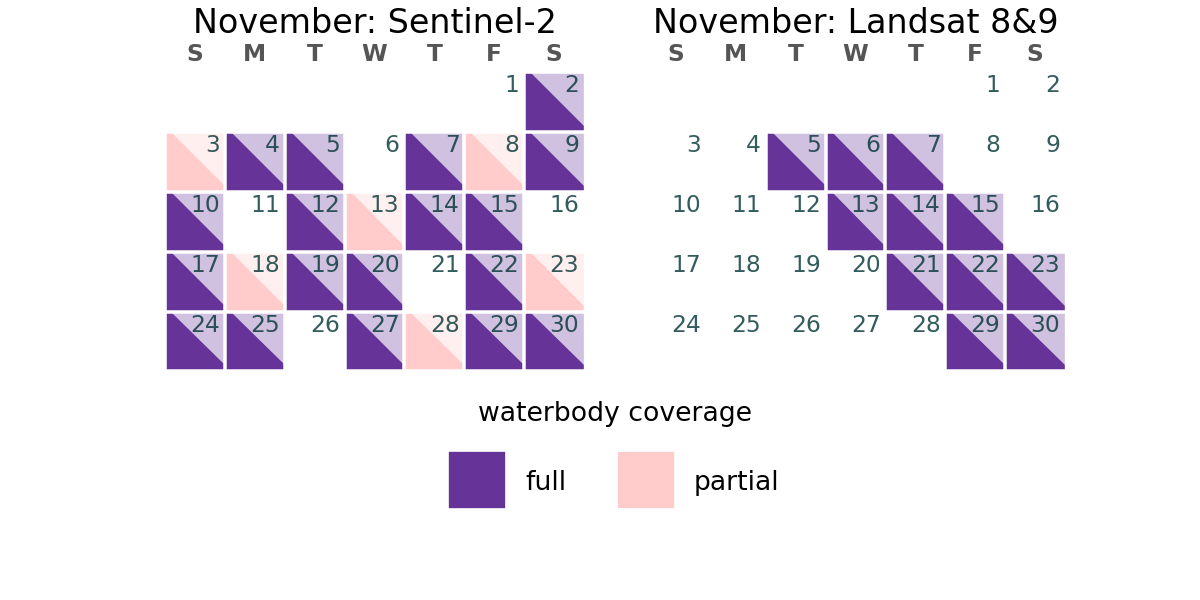 November: Sentinel-2
S M T W T F S
1 2
3 4 5 6 7 8 9
10 11 12 13 14 15 16
17 18 19 20 21 22 23
24 25 26 27 28 29 30
November: Landsat 8&9
S M T W T F S
1 2
3 4 5 6 7 8 9
10 11 12 13 14 15 16
17 18 19 20 21 22 23
24 25 26 27 28 29 30
waterbody coverage
full
partial